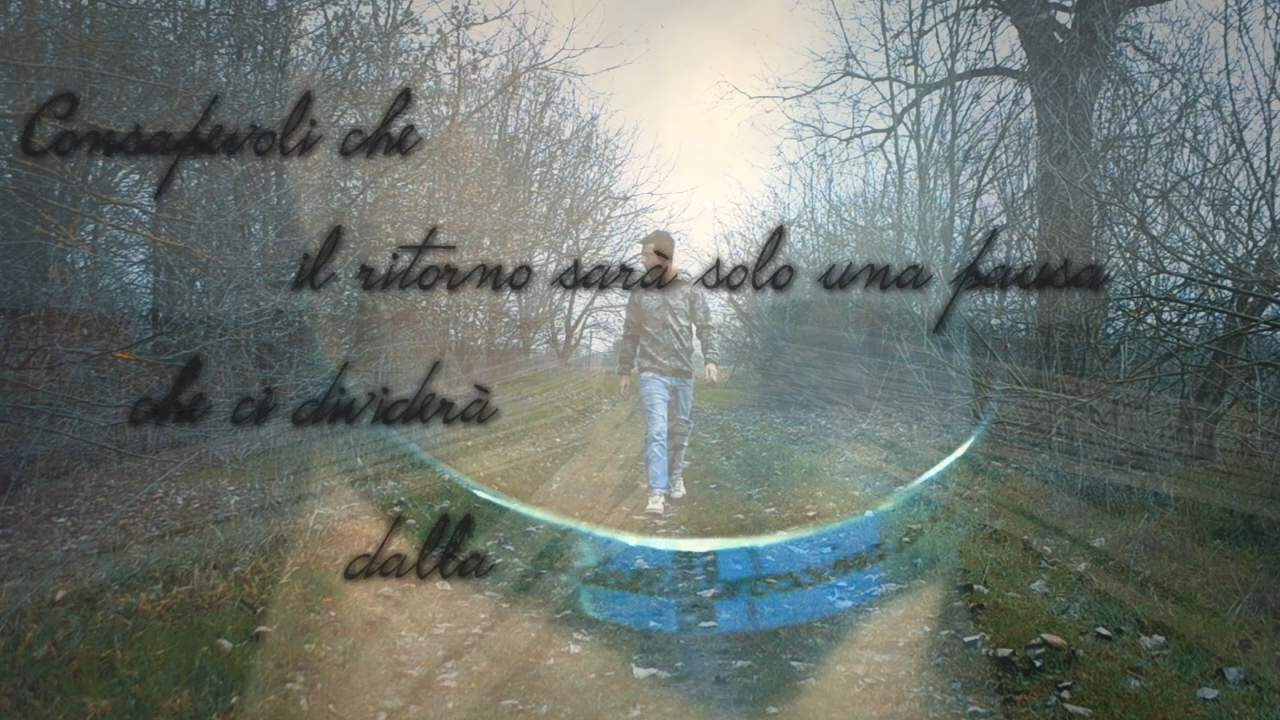 Consapevoli che
il ritorno sarà solo una pausa
che ci dividerà
dalla